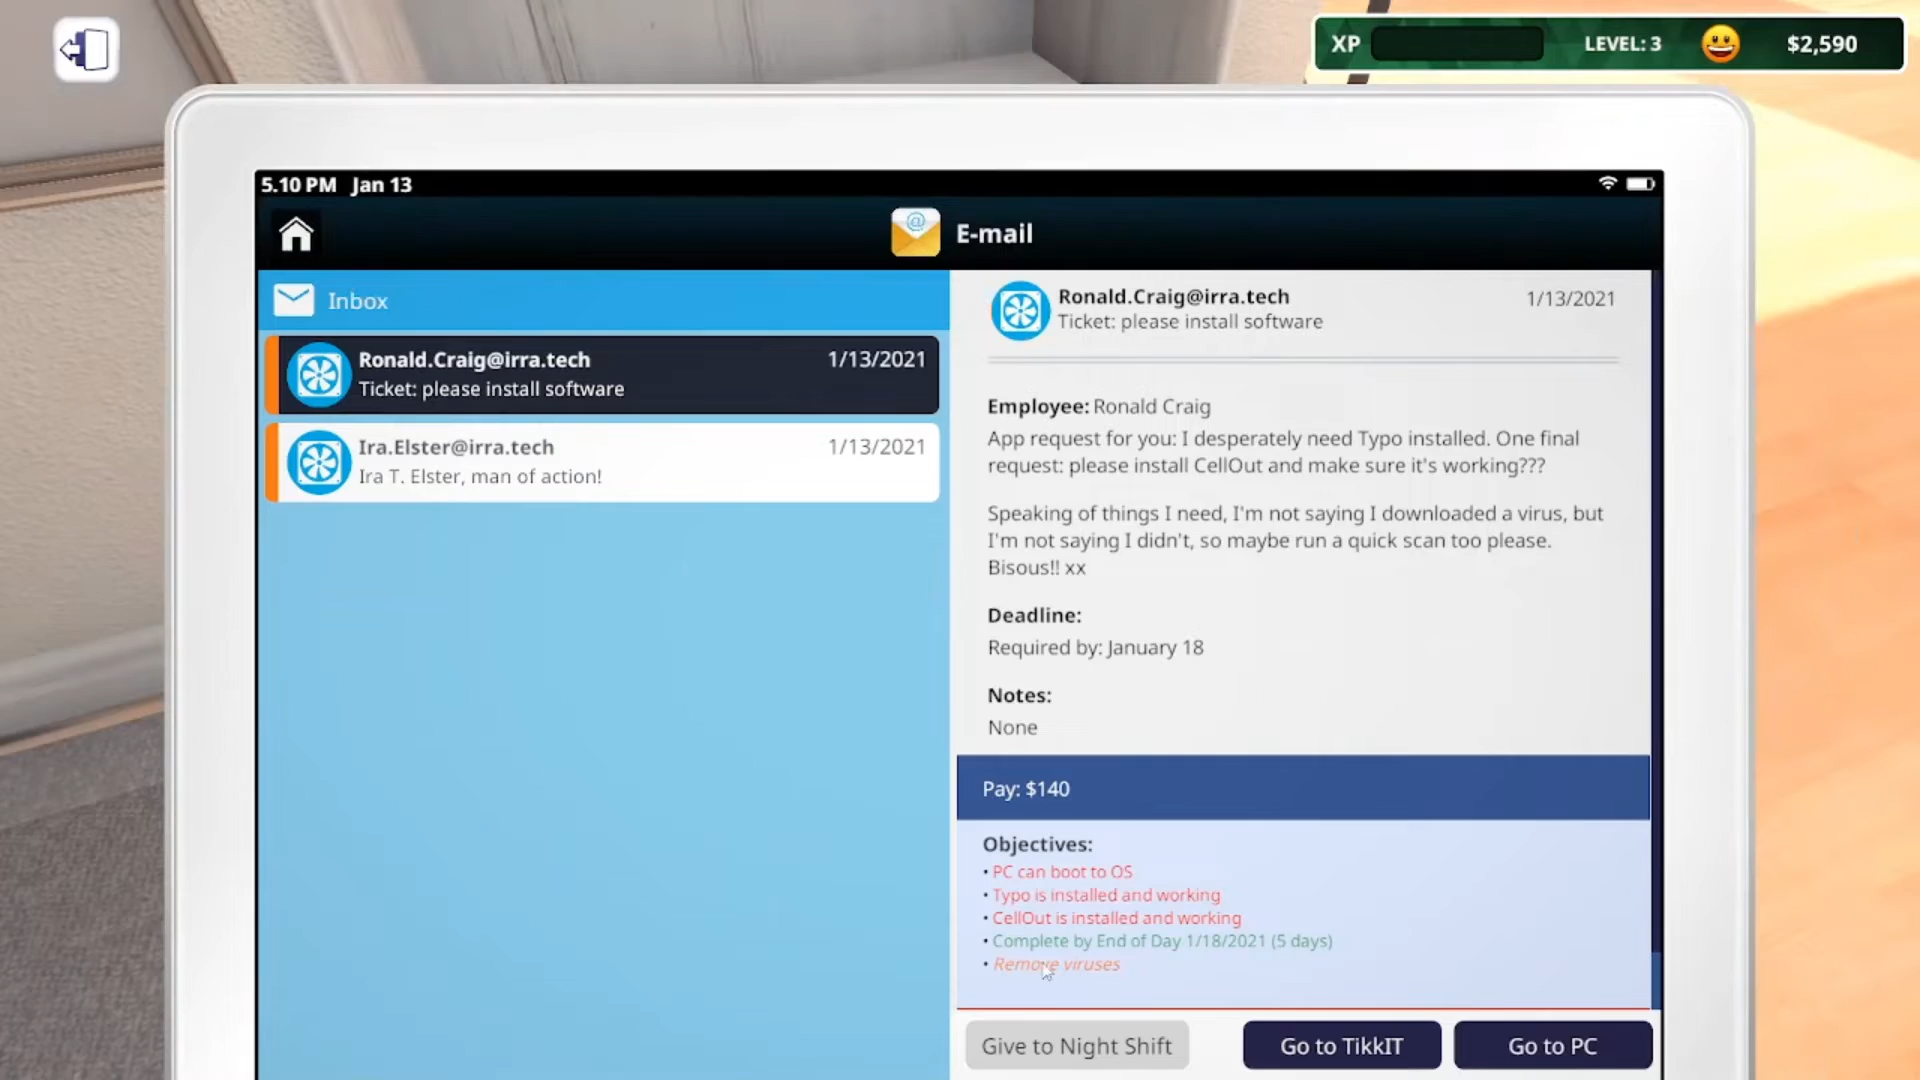 XP
LEVEL: 3
$2,590
5.10 PM Jan 13
E-mail
Inbox
Ronald.Craig@irra.tech 1/13/2021
Ticket: please install software
Ira.Elster@irra.tech 1/13/2021
Ira T. Elster, man of action!
Ronald.Craig@irra.tech 1/13/2021
Ticket: please install software
Employee: Ronald Craig
App request for you: I desperately need Typo installed. One final
request: please install CellOut and make sure it's working???
Speaking of things I need, I'm not saying I downloaded a virus, but
I'm not saying I didn't, so maybe run a quick scan too please.
Bisous!! xx
Deadline:
Required by: January 18
Notes:
None
Pay: $140
Objectives:
• PC can boot to OS
• Typo is installed and working
• CellOut is installed and working
• Complete by End of Day 1/18/2021 (5 days)
• Remove viruses
Give to Night Shift
Go to TikkIT
Go to PC